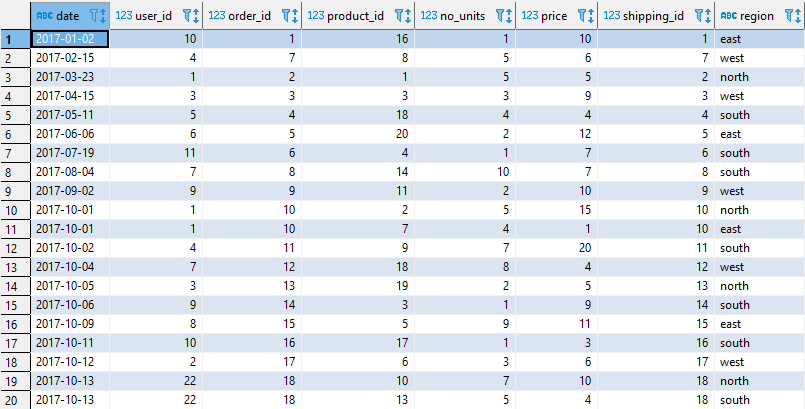 ABC date 123 user_id 123 order_id 123 product_id 123 no_units 123 price 123 shipping_id ABC region
1 2017-01-02 10 1 16 1 10 1 east
2 2017-02-15 4 7 8 5 6 7 west
3 2017-03-23 1 2 1 5 5 2 north
4 2017-04-15 3 3 3 3 9 3 west
5 2017-05-11 5 4 18 4 4 4 south
6 2017-06-06 6 5 20 2 12 5 east
7 2017-07-19 11 6 4 1 7 6 south
8 2017-08-04 7 8 14 10 7 8 south
9 2017-09-02 9 9 11 2 10 9 west
10 2017-10-01 1 10 2 5 15 10 north
11 2017-10-01 1 10 7 4 1 10 east
12 2017-10-02 4 11 9 7 20 11 south
13 2017-10-04 7 12 18 8 4 12 west
14 2017-10-05 3 13 19 2 5 13 north
15 2017-10-06 9 14 3 1 9 14 south
16 2017-10-09 8 15 5 9 11 15 east
17 2017-10-11 10 16 17 1 3 16 south
18 2017-10-12 2 17 6 3 6 17 west
19 2017-10-13 22 18 10 7 10 18 north
20 2017-10-13 22 18 13 5 4 18 south